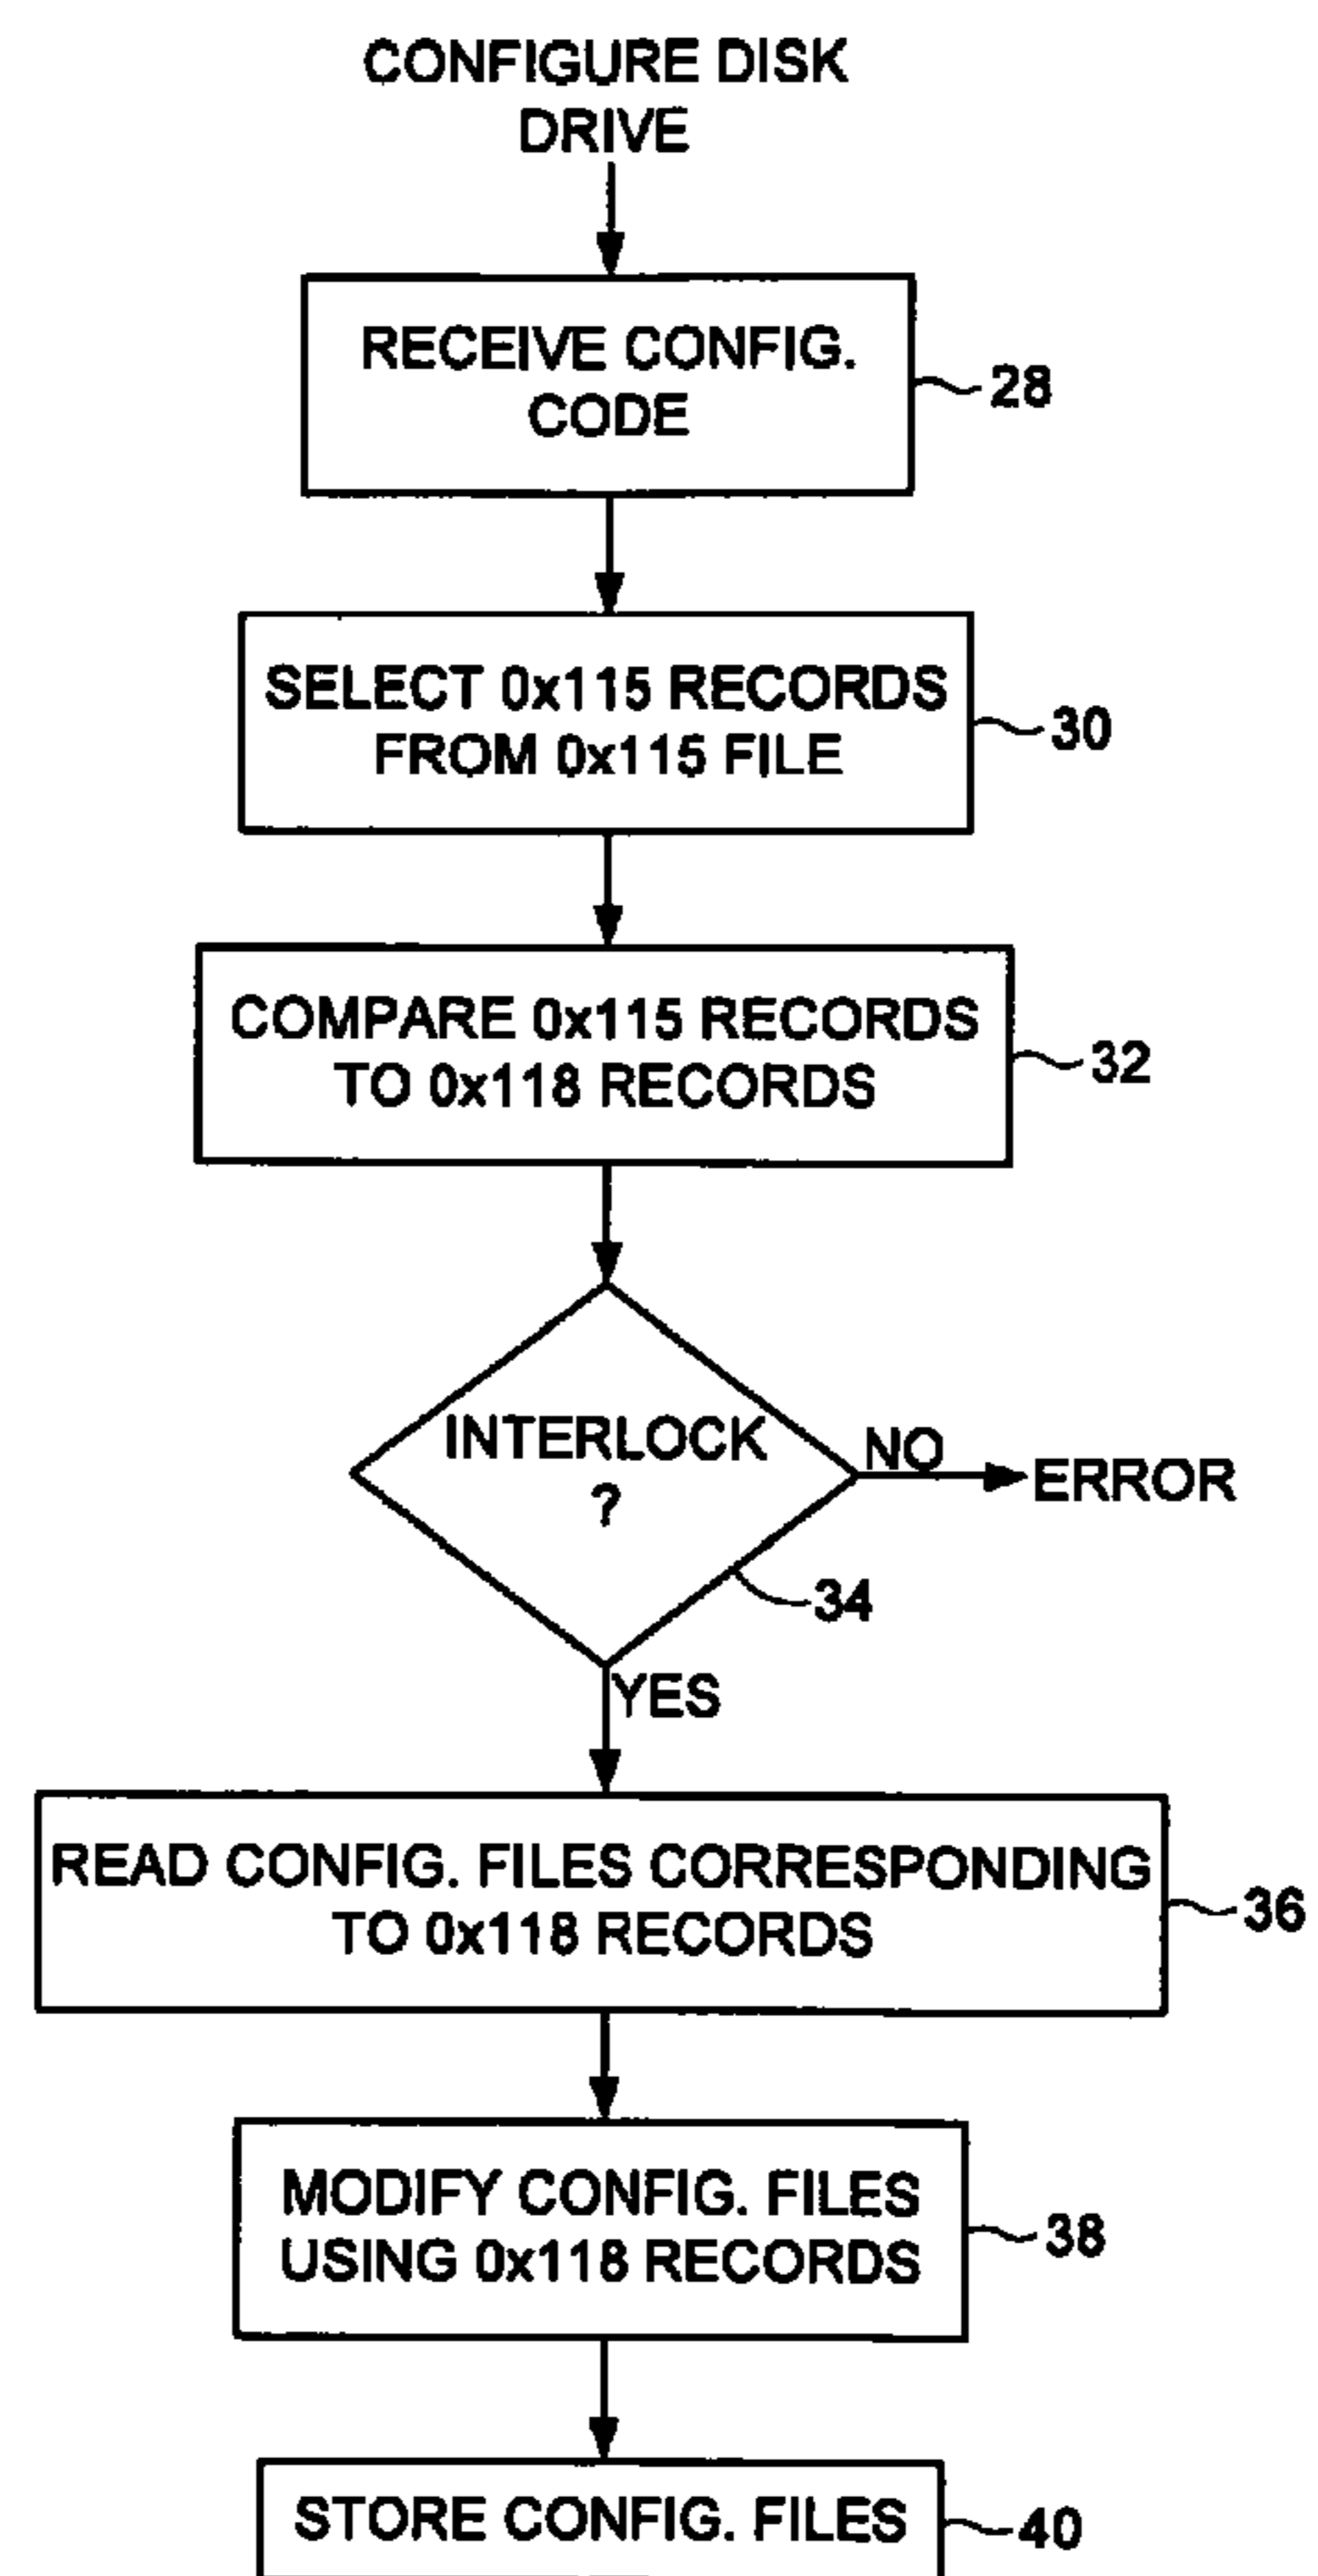 CONFIGURE DISK
DRIVE
RECEIVE CONFIG.
CODE
28
SELECT 0x115 RECORDS
FROM 0x115 FILE
30
COMPARE 0x115 RECORDS
TO 0x118 RECORDS
32
INTERLOCK
?
NO
ERROR
34
YES
READ CONFIG. FILES CORRESPONDING
TO 0x118 RECORDS
36
MODIFY CONFIG. FILES
USING 0x118 RECORDS
38
STORE CONFIG. FILES
40